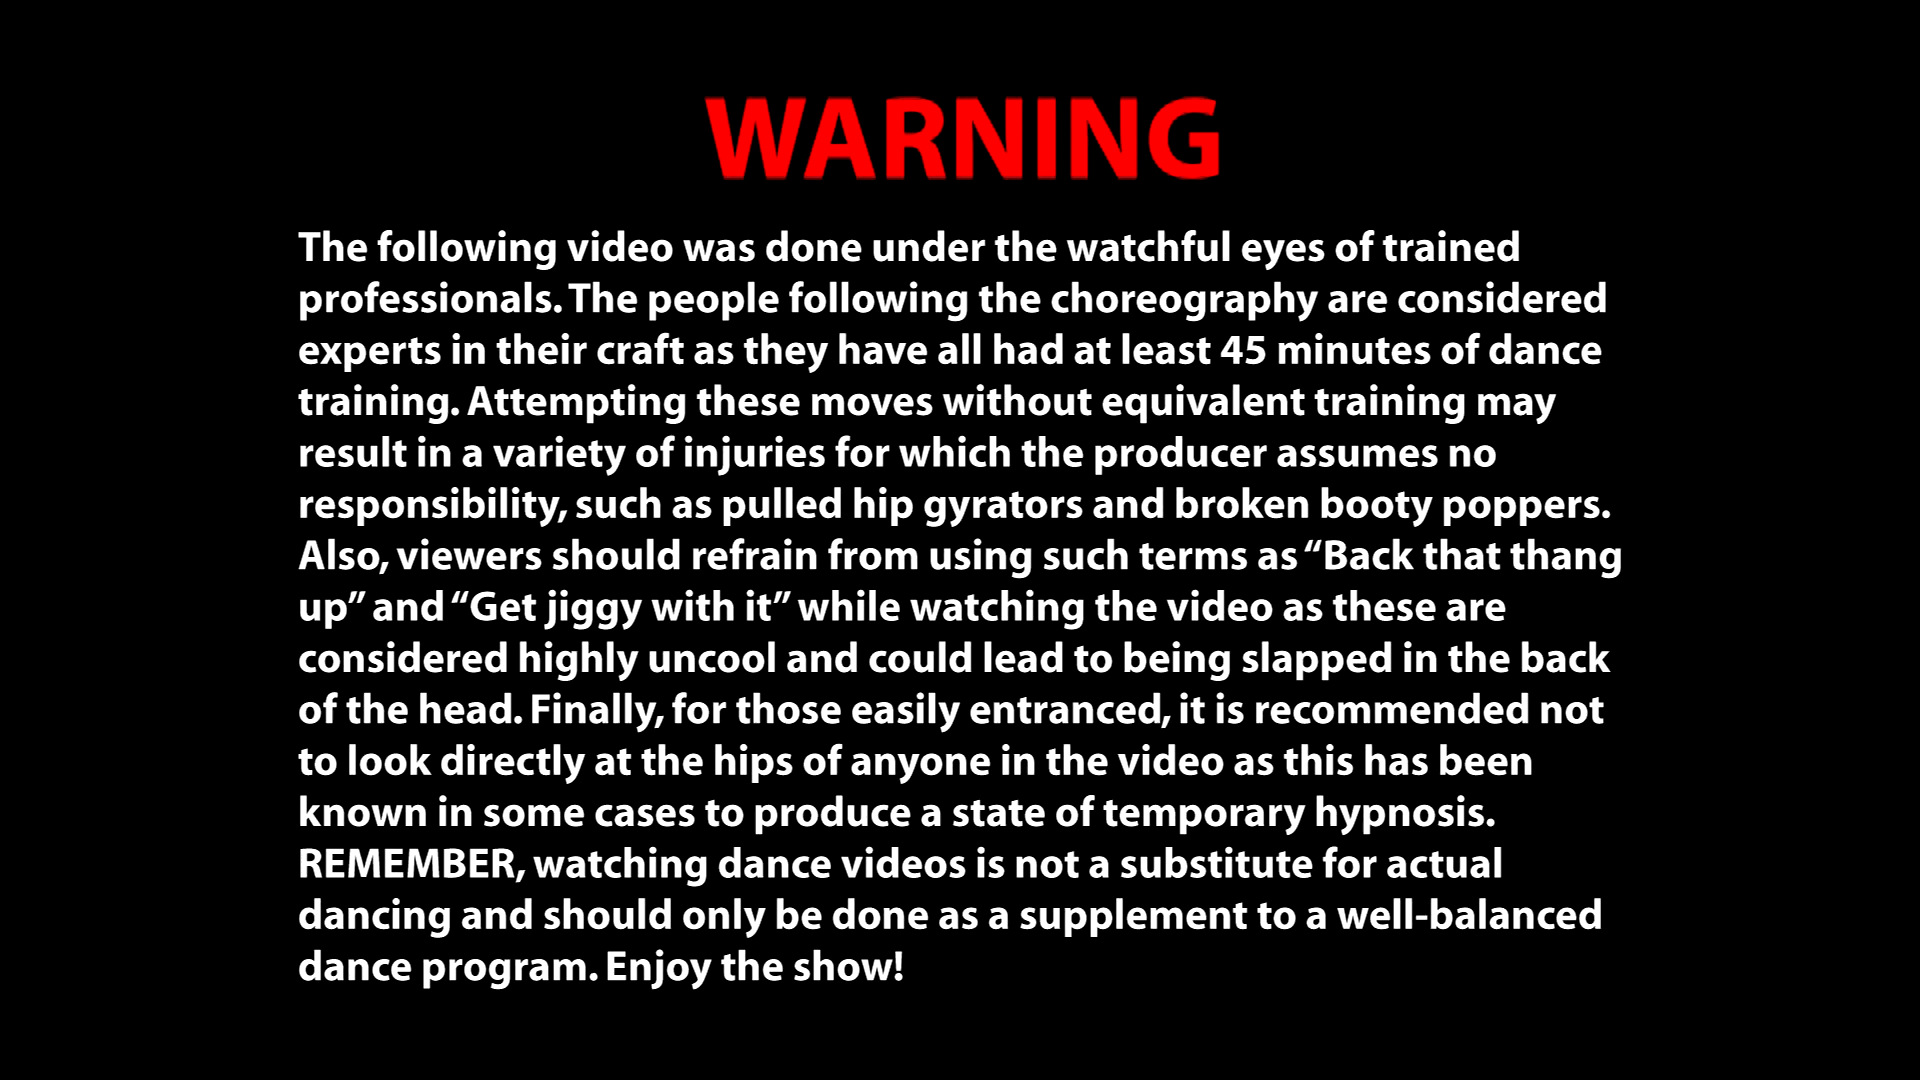 WARNING
The following video was done under the watchful eyes of trained
professionals. The people following the choreography are considered
experts in their craft as they have all had at least 45 minutes of dance
training. Attempting these moves without equivalent training may
result in a variety of injuries for which the producer assumes no
responsibility, such as pulled hip gyrators and broken booty poppers.
Also, viewers should refrain from using such terms as “Back that thang
up” and “Get jiggy with it” while watching the video as these are
considered highly uncool and could lead to being slapped in the back
of the head. Finally, for those easily entranced, it is recommended not
to look directly at the hips of anyone in the video as this has been
known in some cases to produce a state of temporary hypnosis.
REMEMBER, watching dance videos is not a substitute for actual
dancing and should only be done as a supplement to a well-balanced
dance program. Enjoy the show!